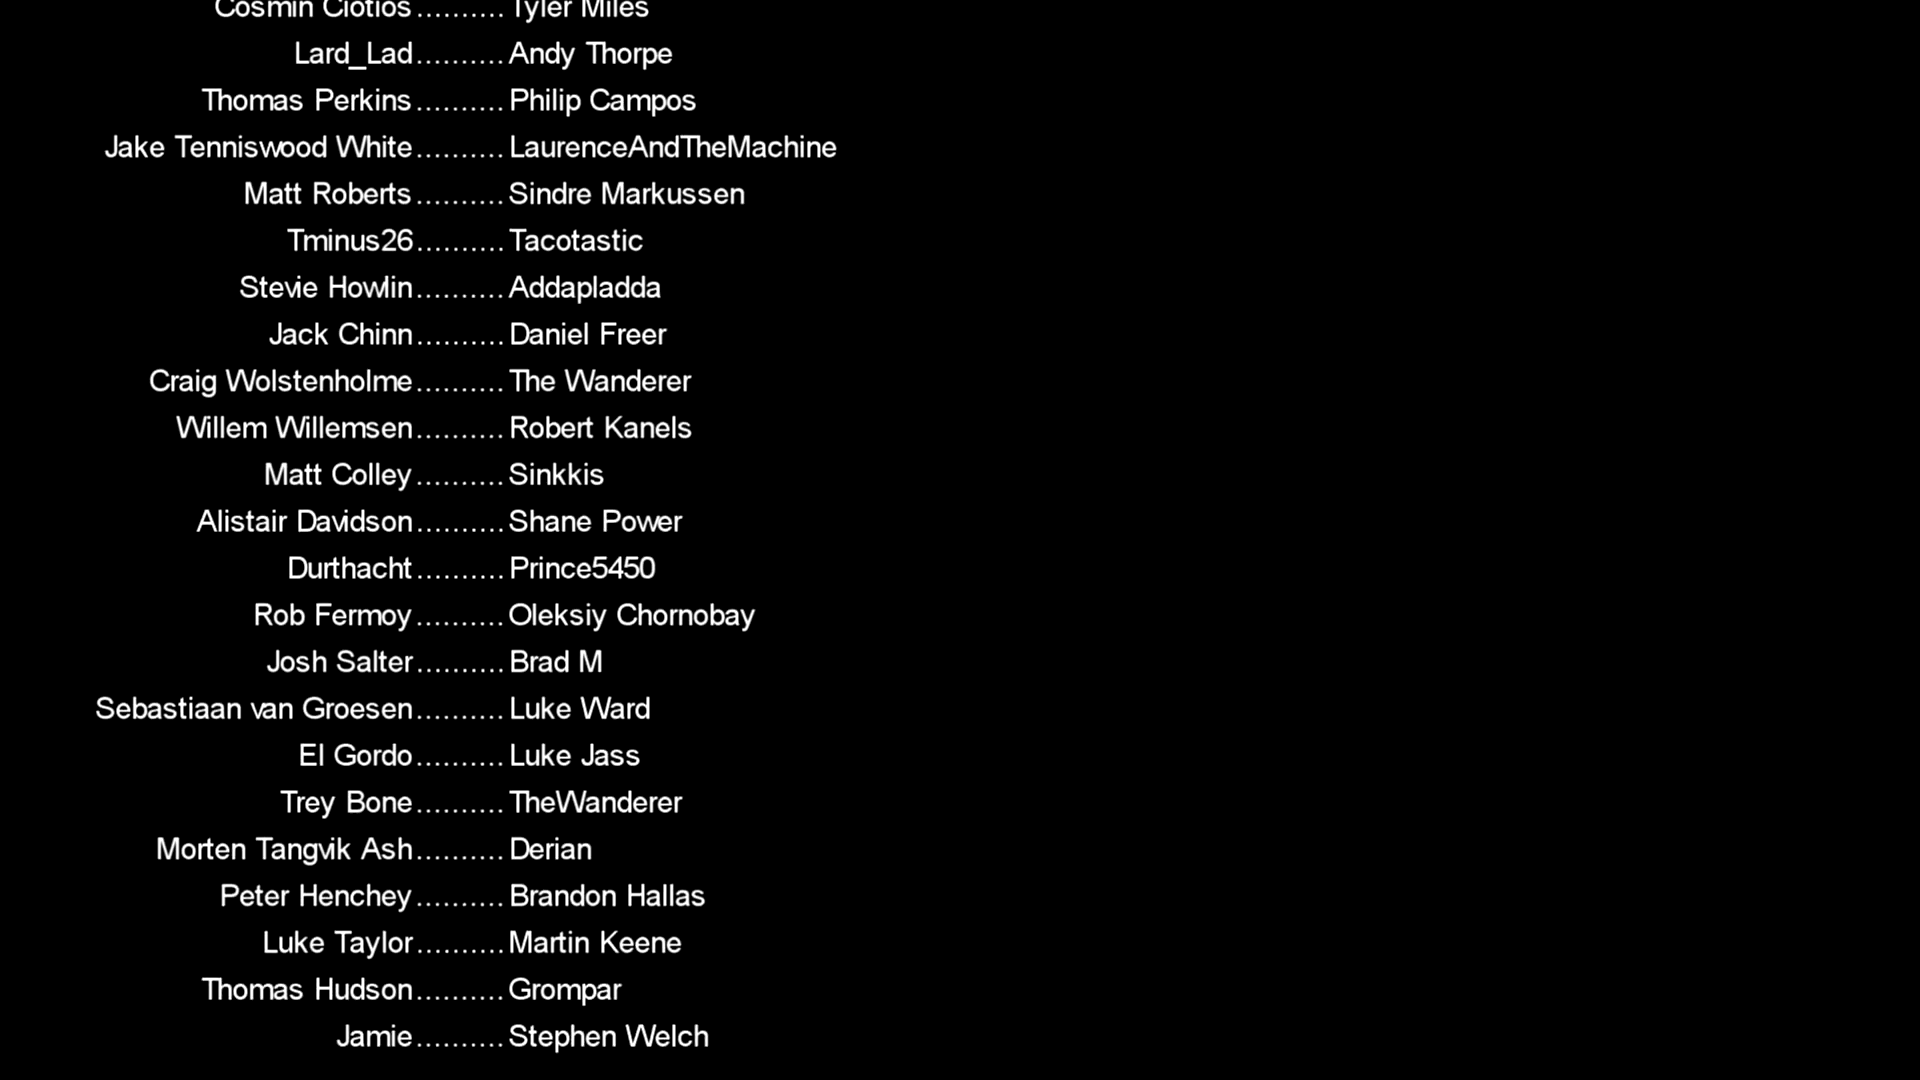 Cosmin Ciotlos..........Tyler Miles
Lard_Lad..........Andy Thorpe
Thomas Perkins..........Philip Campos
Jake Tenniswood White..........LaurenceAndTheMachine
Matt Roberts..........Sindre Markussen
Tminus26..........Tacotastic
Stevie Howlin..........Addapladda
Jack Chinn..........Daniel Freer
Craig Wolstenholme..........The Wanderer
Willem Willemsen..........Robert Kanels
Matt Colley..........Sinkkis
Alistair Davidson..........Shane Power
Durthacht..........Prince5450
Rob Fermoy..........Oleksiy Chornobay
Josh Salter..........Brad M
Sebastiaan van Groesen..........Luke Ward
El Gordo..........Luke Jass
Trey Bone..........TheWanderer
Morten Tangvik Ash..........Derian
Peter Henchey..........Brandon Hallas
Luke Taylor..........Martin Keene
Thomas Hudson..........Grompar
Jamie..........Stephen Welch